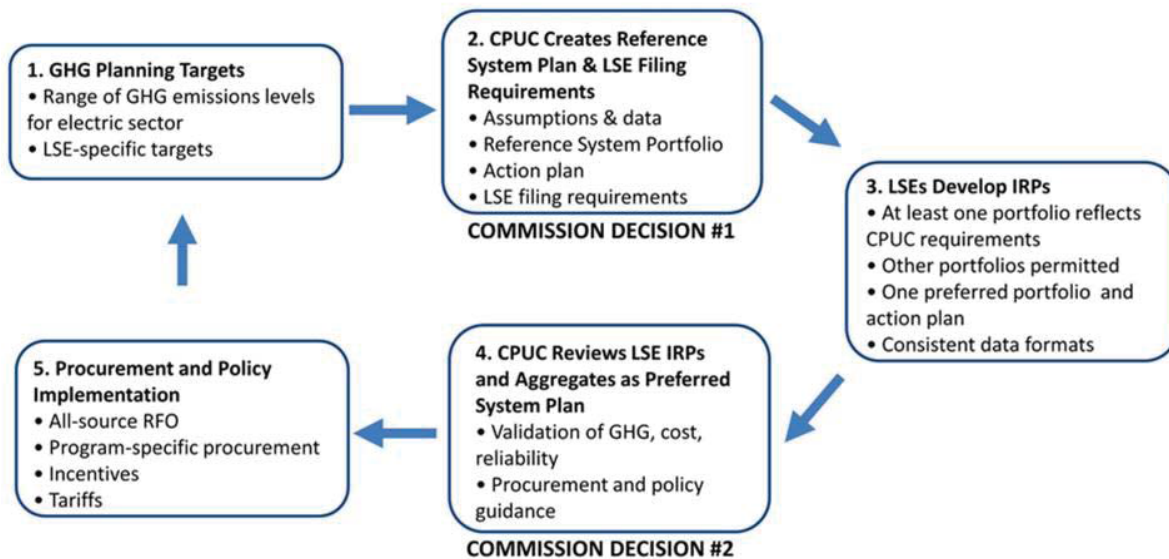 1. GHG Planning Targets
• Range of GHG emissions levels
for electric sector
• LSE-specific targets
2. CPUC Creates Reference
System Plan & LSE Filing
Requirements
• Assumptions & data
• Reference System Portfolio
• Action plan
• LSE filing requirements
COMMISSION DECISION #1
3. LSEs Develop IRPs
• At least one portfolio reflects
CPUC requirements
• Other portfolios permitted
• One preferred portfolio and
action plan
• Consistent data formats
4. CPUC Reviews LSE IRPs
and Aggregates as Preferred
System Plan
• Validation of GHG, cost,
reliability
• Procurement and policy
guidance
COMMISSION DECISION #2
5. Procurement and Policy
Implementation
• All-source RFO
• Program-specific procurement
• Incentives
• Tariffs